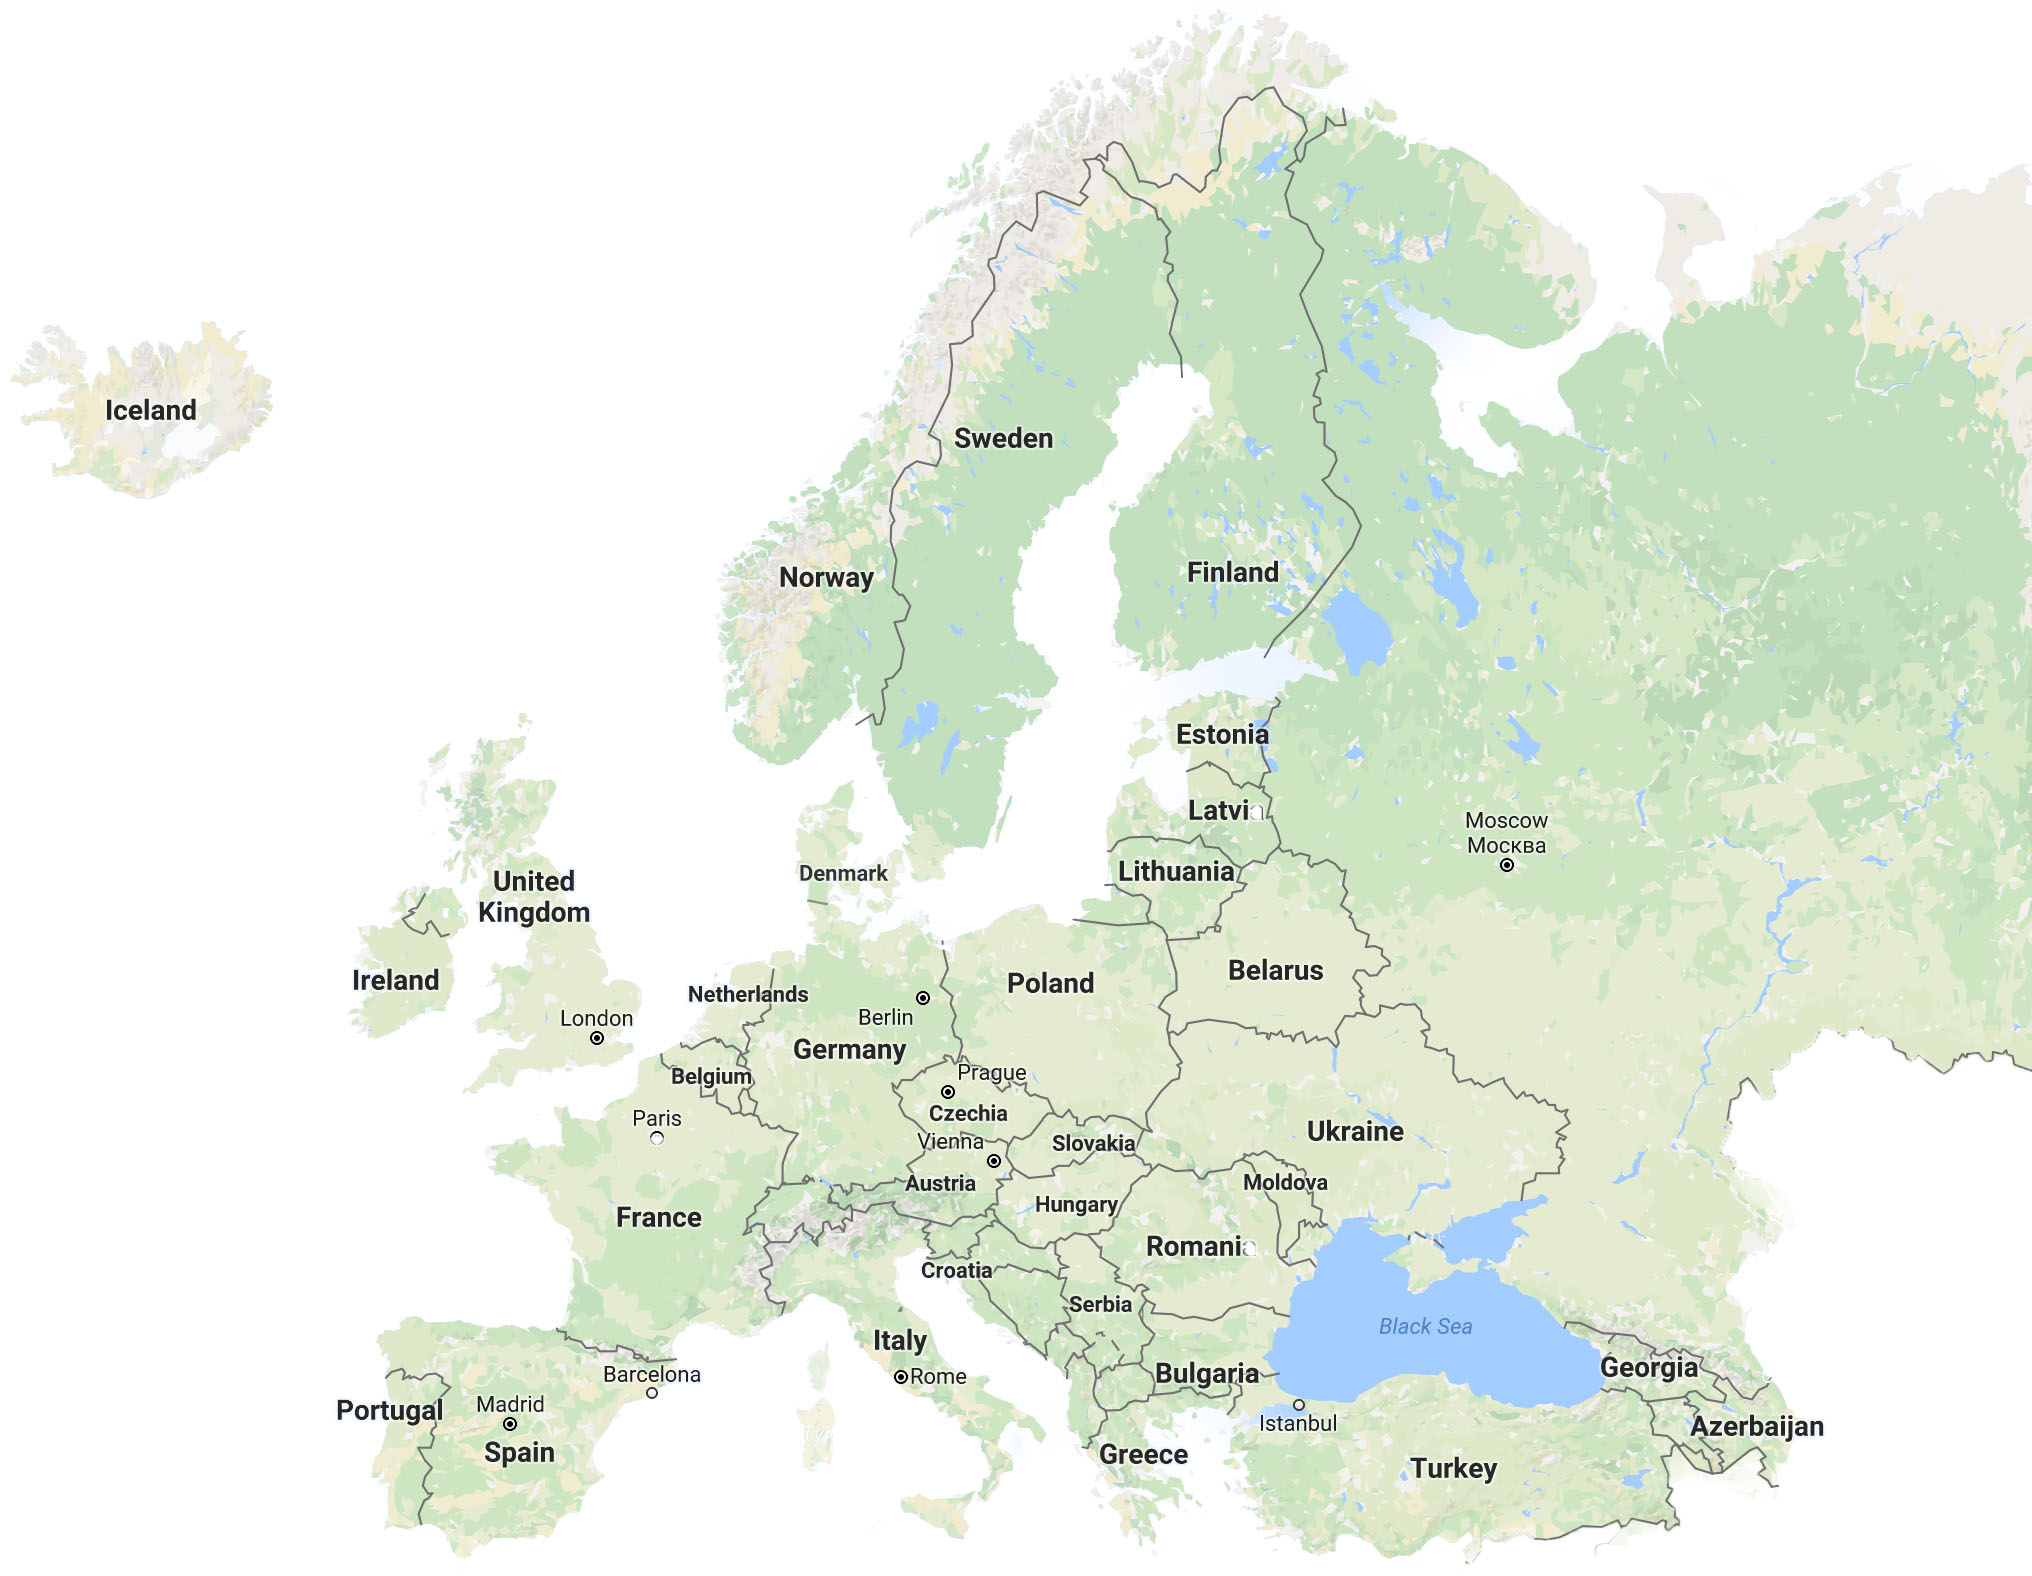 Iceland
Sweden
Norway
Finland
Estonia
Latvia
Moscow
Москва
Denmark
Lithuania
United
Kingdom
Belarus
Ireland
Poland
Netherlands
London
Berlin
Germany
Belgium
Prague
Czechia
Paris
Ukraine
Vienna
Slovakia
Austria
Moldova
Hungary
France
Romania
Croatia
Serbia
Black Sea
Italy
Georgia
Barcelona
Rome
Bulgaria
Portugal
Madrid
Istanbul
Azerbaijan
Spain
Greece
Turkey